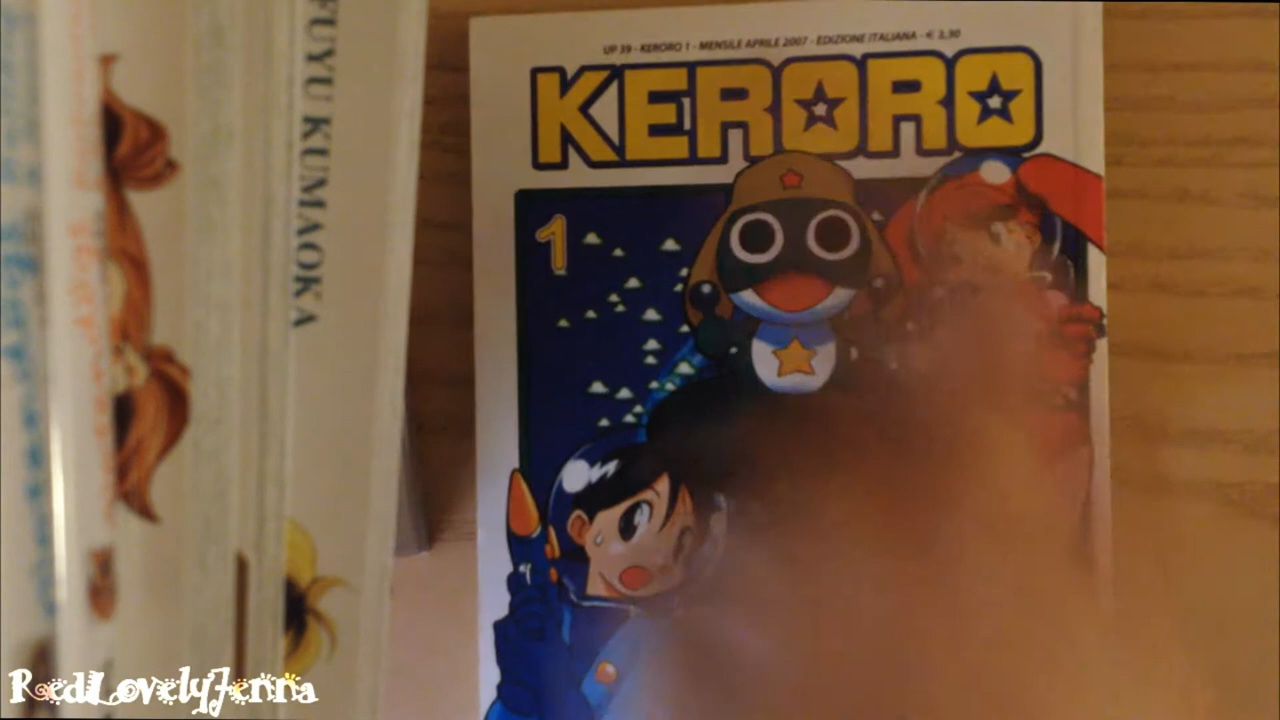 FUYU KUMAOKA
UP 39 - KERORO 1 - MENSILE APRILE 2007 - EDIZIONE ITALIANA - € 3,90
KERORO
1
RedLovelyJenna